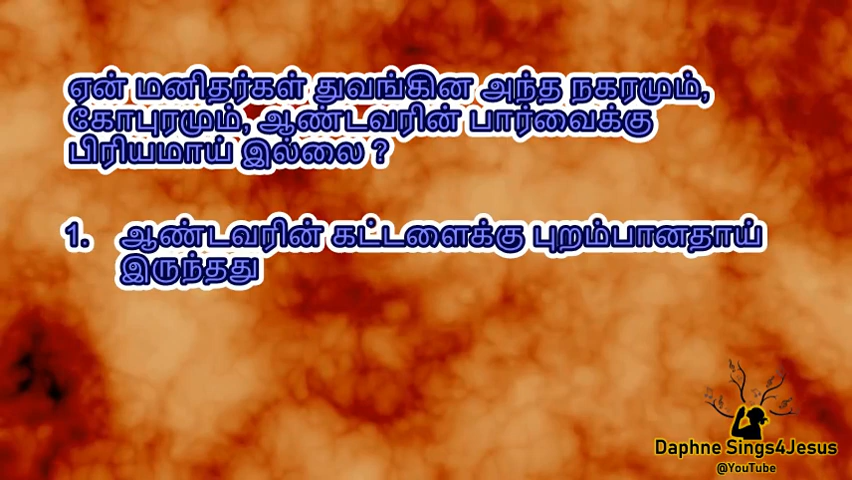 ஏன் மனிதர்கள் துவங்கின அந்த நகரமும்,
கோபுரமும், ஆண்டவரின் பார்வைக்கு
பிரியமாய் இல்லை ?
1. ஆண்டவரின் கட்டளைக்கு புறம்பானதாய்
இருந்தது
Daphne Sings4Jesus
@YouTube